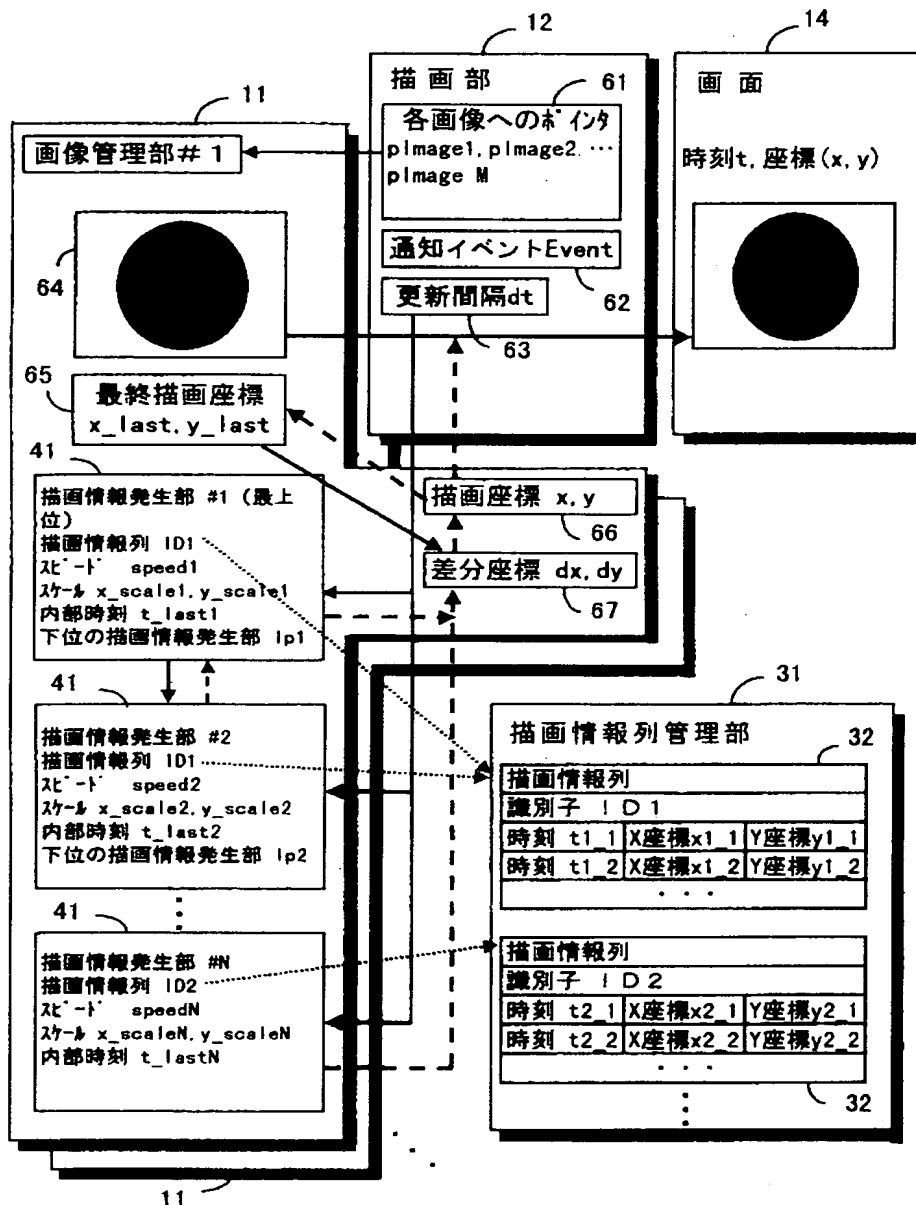 12
14
描画部
61
各画像へのポインタ
pImage1,pImage2.…
pImage M
通知イベントEvent
62
更新間隔dt
63
画面
時刻t,座標(x,y)
11
画像管理部#1
64
65
最終描画座標
x_last,y_last
描画座標 x,y
66
差分座標 dx,dy
67
41
描画情報発生部 #1 (最上
位)
描画情報列 ID1
スピード speed1
スケール x_scale1,y_scale1
内部時刻 t_last1
下位の描画情報発生部 lp1
41
描画情報発生部 #2
描画情報列 ID1
スピード speed2
スケール x_scale2,y_scale2
内部時刻 t_last2
下位の描画情報発生部 lp2
41
描画情報発生部 #N
描画情報列 ID2
スピード speedN
スケール x_scaleN,y_scaleN
内部時刻 t_lastN
11
31
描画情報列管理部
32
描画情報列
識別子 ID1
時刻 t1_1 X座標x1_1 Y座標y1_1
時刻 t1_2 X座標x1_2 Y座標y1_2
・・・
描画情報列
識別子 ID2
時刻 t2_1 X座標x2_1 Y座標y2_1
時刻 t2_2 X座標x2_2 Y座標y2_2
・・・
32